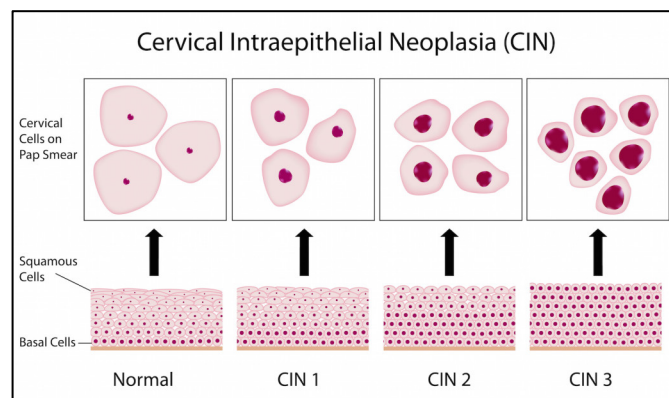 Cervical Intraepithelial Neoplasia (CIN)
Cervical
Cells on
Pap Smear
Squamous
Cells
Basal Cells
Normal
CIN 1
CIN 2
CIN 3